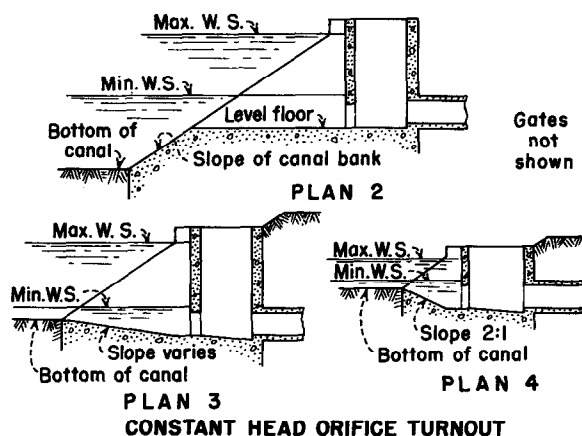 Max. W. S.
Min. W.S.
Level floor
Bottom of
canal
Slope of canal bank
Gates
not
shown
PLAN 2
Max. W.S.
Min.W.S.
Slope varies
Bottom of canal
PLAN 3
Max.W.S.
Min.W.S.
Slope 2:1
Bottom of canal
PLAN 4
CONSTANT HEAD ORIFICE TURNOUT